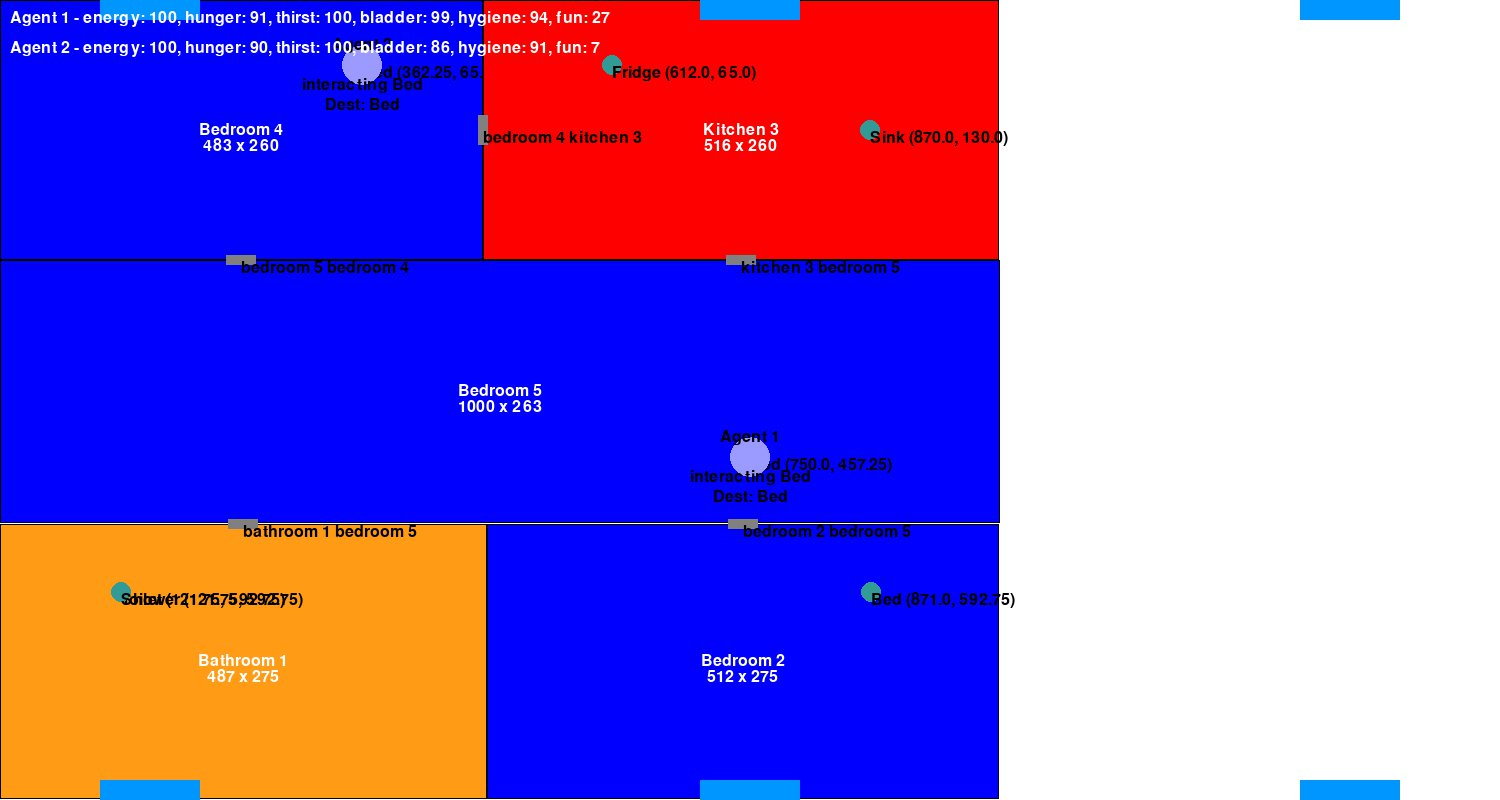 Agent 1 - energy: 100, hunger: 91, thirst: 100, bladder: 99, hygiene: 94, fun: 27
Agent 2 - energy: 100, hunger: 90, thirst: 100, bladder: 86, hygiene: 91, fun: 7
(362.25, 65.
interacting Bed
Dest: Bed
Bedroom 4
483 x 260
Fridge (612.0, 65.0)
bedroom 4 kitchen 3
Kitchen 3
516 x 260
Sink (870.0, 130.0)
bedroom 5 bedroom 4
kitchen 3 bedroom 5
Bedroom 5
1000 x 263
Agent 1
(750.0, 457.25)
interacting Bed
Dest: Bed
bathroom 1 bedroom 5
bedroom 2 bedroom 5
Bed (871.0, 592.75)
Bathroom 1
487 x 275
Bedroom 2
512 x 275